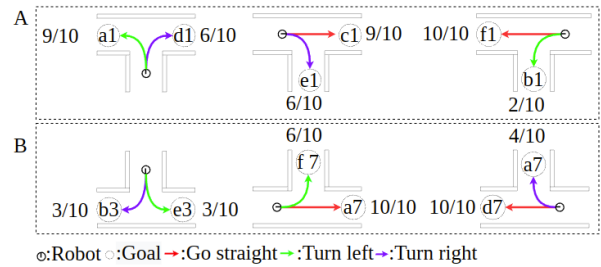 A
9/10 a1 d1 6/10
c1 9/10
e1
6/10
10/10 f1
b1
2/10
B
3/10 b3 e3 3/10
6/10
f 7
a7 10/10
4/10
a7
10/10 d7
:Robot :Goal :Go straight :Turn left :Turn right